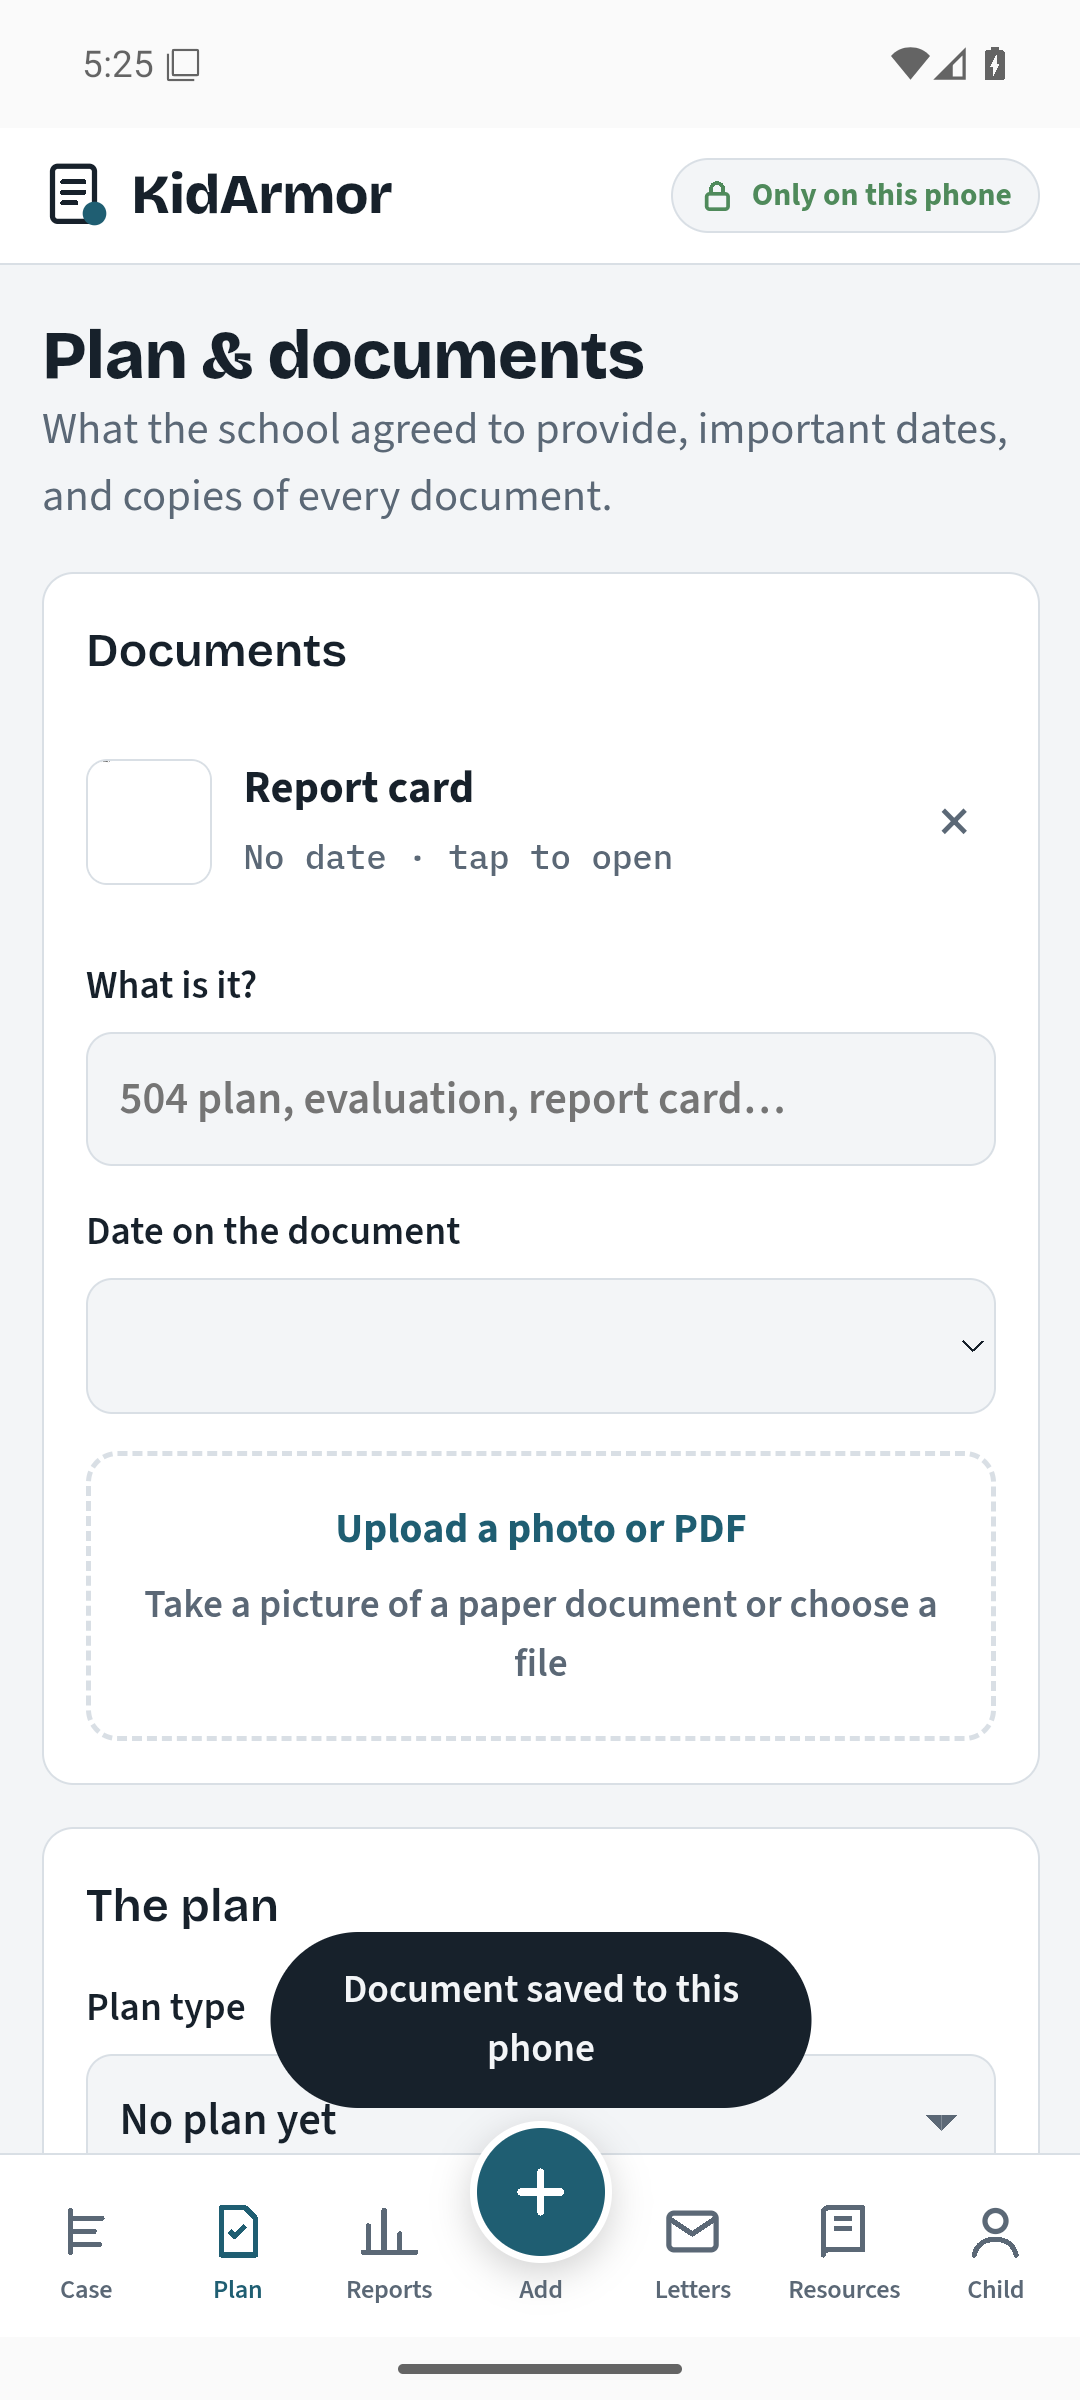 5:25
KidArmor
Only on this phone
Plan & documents
What the school agreed to provide, important dates,
and copies of every document.
Documents
Report card
No date · tap to open
What is it?
504 plan, evaluation, report card…
Date on the document
Upload a photo or PDF
Take a picture of a paper document or choose a
file
The plan
Document saved to this
phone
Plan type
No plan yet
Case
Plan
Reports
Add
Letters
Resources
Child